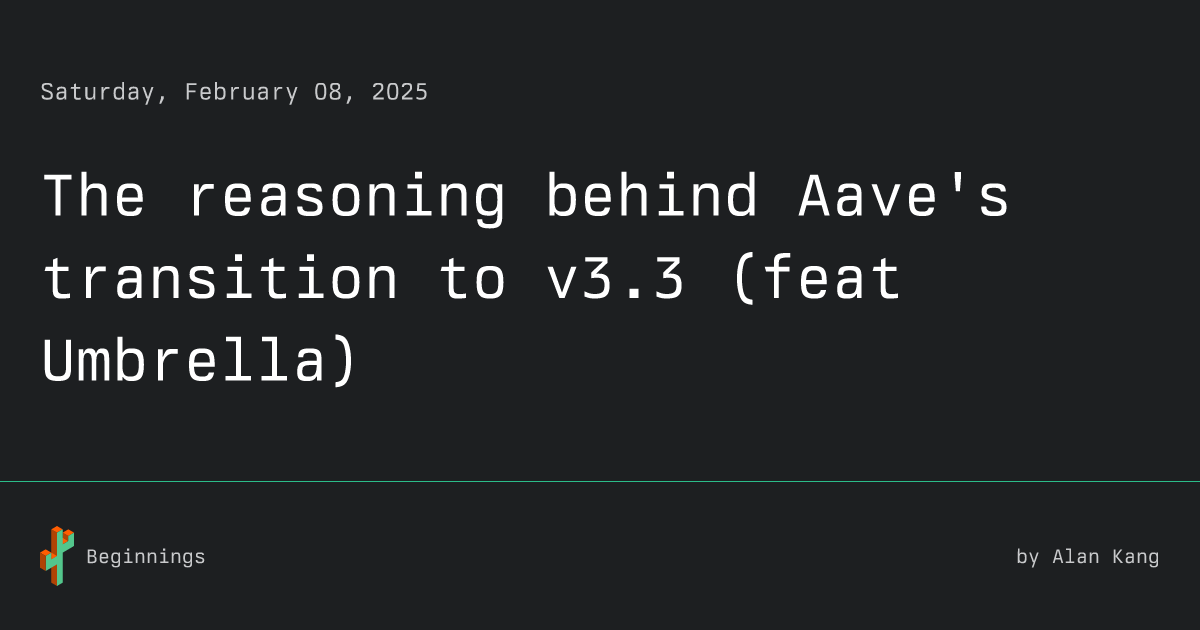 Saturday, February 08, 2025
The reasoning behind Aave's
transition to v3.3 (feat
Umbrella)
Beginnings
by Alan Kang